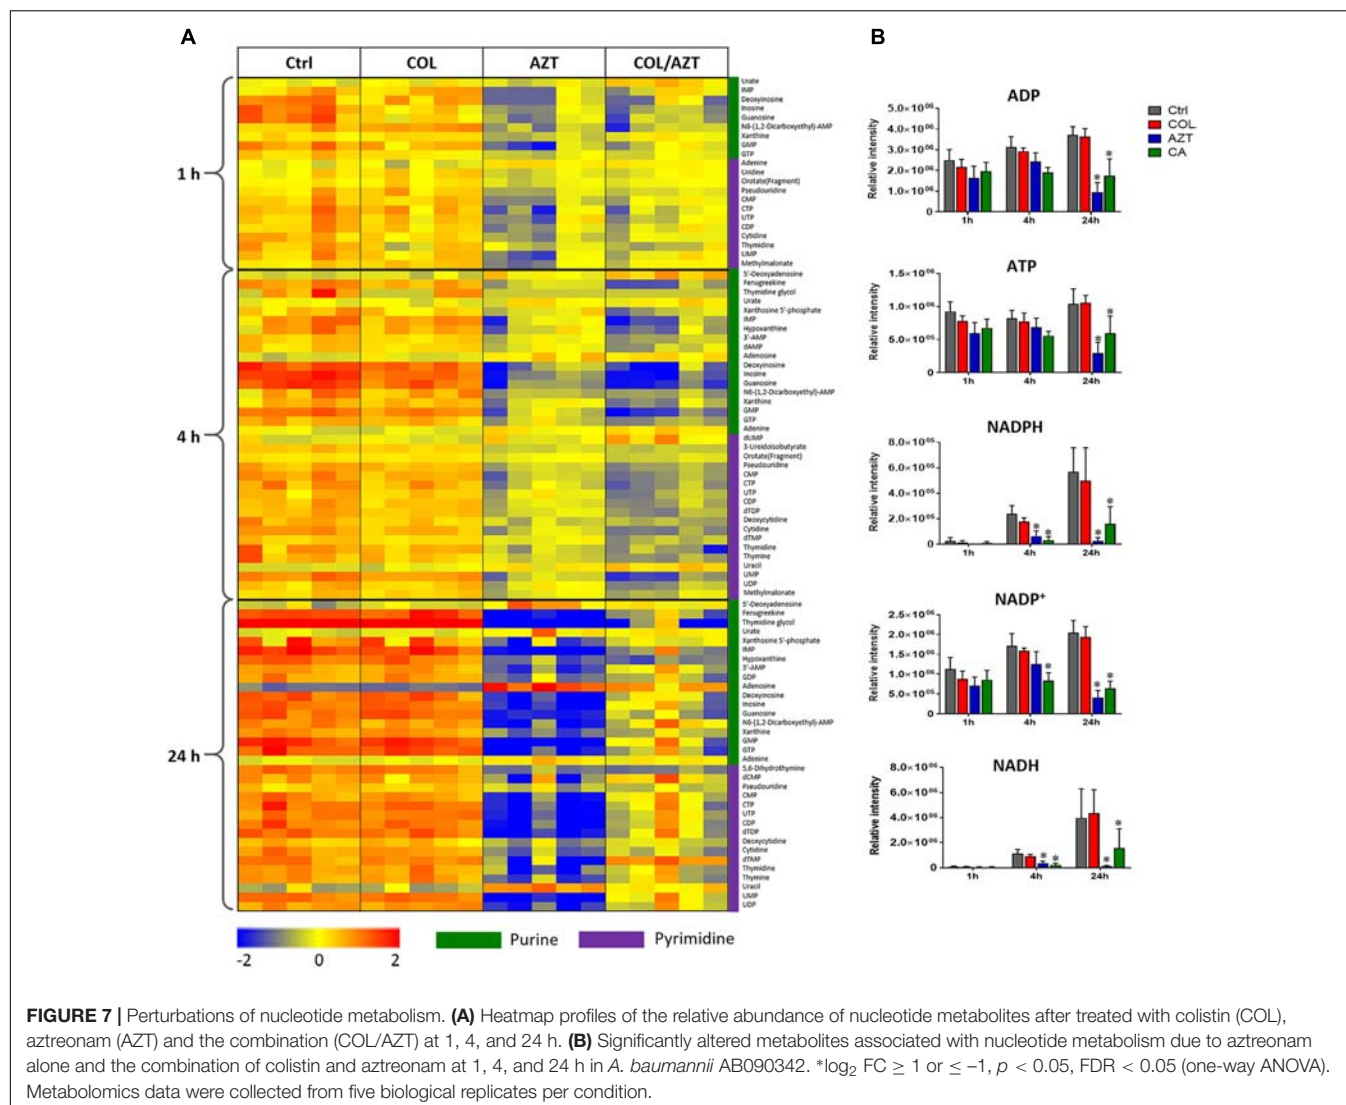 A
B
Ctrl
COL
AZT
COL/AZT
1 h
Urate
IMP
Deoxyinosine
Inosine
Guanosine
N6-(1,2-Dicarboxyethyl)-AMP
Xanthine
GMP
GTP
Adenine
Uridine
Orotate(Fragment)
Pseudouridine
CMP
CTP
UTP
CDP
Cytidine
Thymidine
UMP
Methylmalonate
4 h
5'-Deoxyadenosine
Fenugreekine
Thymidine glycol
Urate
Xanthosine 5'-phosphate
IMP
Hypoxanthine
3'-AMP
dAMP
Adenosine
Deoxyinosine
Inosine
Guanosine
N6-(1,2-Dicarboxyethyl)-AMP
Xanthine
GMP
GTP
Adenine
dUMP
3-Ureidoisobutyrate
Orotate(Fragment)
Pseudouridine
CMP
CTP
UTP
CDP
dTDP
Deoxycytidine
Cytidine
dTMP
Thymidine
Thymine
Uracil
UMP
UDP
Methylmalonate
24 h
5'-Deoxyadenosine
Fenugreekine
Thymidine glycol
Urate
Xanthosine 5'-phosphate
IMP
Hypoxanthine
3'-AMP
GDP
Adenosine
Deoxyinosine
Inosine
Guanosine
N6-(1,2-Dicarboxyethyl)-AMP
Xanthine
GMP
GTP
Adenine
5,6-Dihydrothymine
dCMP
Pseudouridine
CMP
CTP
UTP
CDP
dTDP
Deoxycytidine
Cytidine
dTMP
Thymidine
Thymine
Uracil
UMP
UDP
-2 0 2
Purine
Pyrimidine
ADP
Relative intensity
5.0×10⁰⁶
4.0×10⁰⁶
3.0×10⁰⁶
2.0×10⁰⁶
1.0×10⁰⁶
0
* *
1h 4h 24h
Ctrl
COL
AZT
CA
ATP
Relative intensity
1.5×10⁰⁶
1.0×10⁰⁶
5.0×10⁰⁵
0
* *
1h 4h 24h
NADPH
Relative intensity
8.0×10⁰⁵
6.0×10⁰⁵
4.0×10⁰⁵
2.0×10⁰⁵
0
* * * *
1h 4h 24h
NADP⁺
Relative intensity
2.5×10⁰⁶
2.0×10⁰⁶
1.5×10⁰⁶
1.0×10⁰⁶
5.0×10⁰⁵
0
* * *
1h 4h 24h
NADH
Relative intensity
8.0×10⁰⁶
6.0×10⁰⁶
4.0×10⁰⁶
2.0×10⁰⁶
0
* * * *
1h 4h 24h
FIGURE 7 | Perturbations of nucleotide metabolism. (A) Heatmap profiles of the relative abundance of nucleotide metabolites after treated with colistin (COL),
aztreonam (AZT) and the combination (COL/AZT) at 1, 4, and 24 h. (B) Significantly altered metabolites associated with nucleotide metabolism due to aztreonam
alone and the combination of colistin and aztreonam at 1, 4, and 24 h in A. baumannii AB090342. *log₂ FC ≥ 1 or ≤ –1, p < 0.05, FDR < 0.05 (one-way ANOVA).
Metabolomics data were collected from five biological replicates per condition.